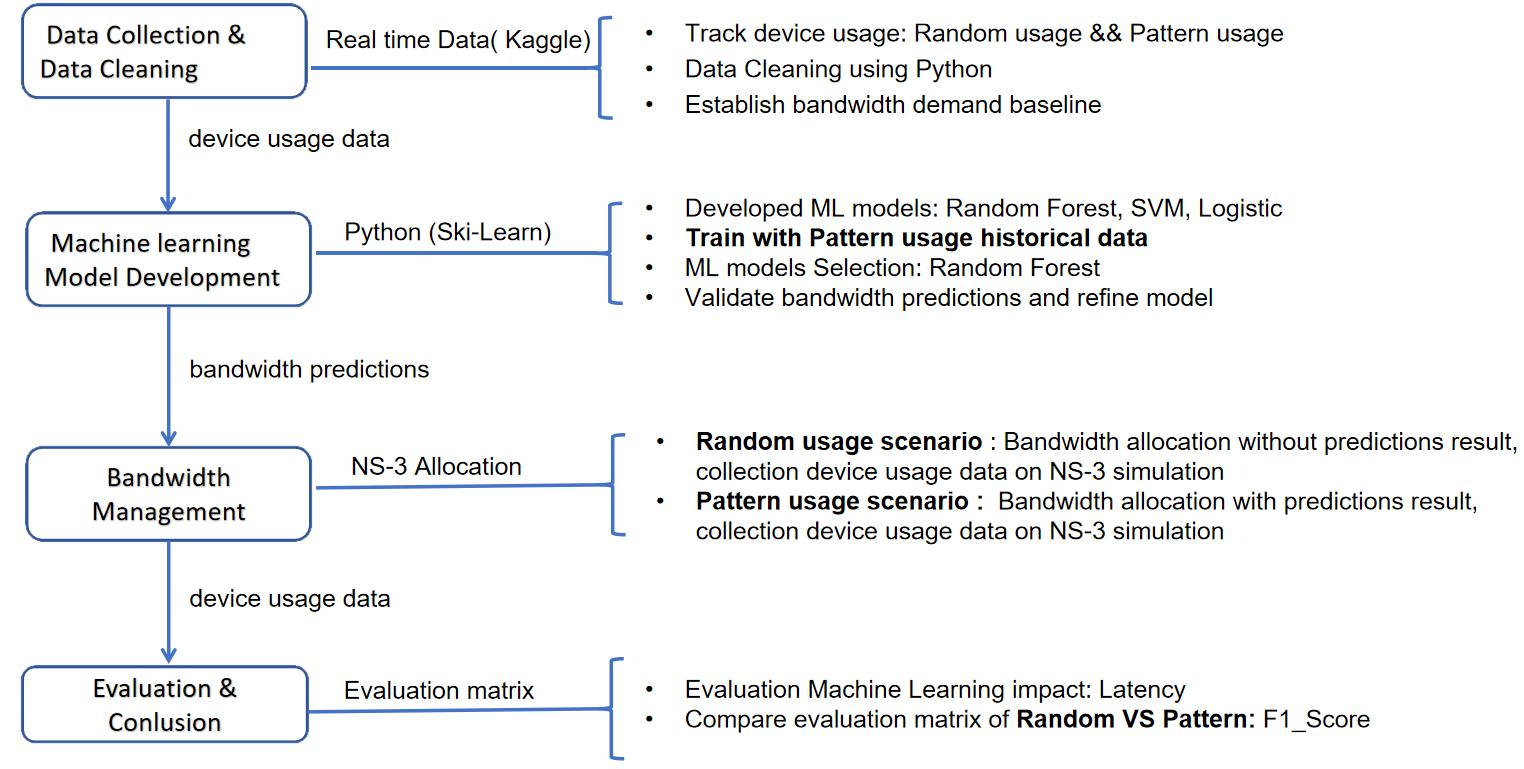 Data Collection &
Data Cleaning
Real time Data( Kaggle)
• Track device usage: Random usage && Pattern usage
• Data Cleaning using Python
• Establish bandwidth demand baseline
device usage data
Machine learning
Model Development
Python (Ski-Learn)
• Developed ML models: Random Forest, SVM, Logistic
• Train with Pattern usage historical data
• ML models Selection: Random Forest
• Validate bandwidth predictions and refine model
bandwidth predictions
Bandwidth
Management
NS-3 Allocation
• Random usage scenario : Bandwidth allocation without predictions result,
collection device usage data on NS-3 simulation
• Pattern usage scenario : Bandwidth allocation with predictions result,
collection device usage data on NS-3 simulation
device usage data
Evaluation &
Conlusion
Evaluation matrix
• Evaluation Machine Learning impact: Latency
• Compare evaluation matrix of Random VS Pattern: F1_Score